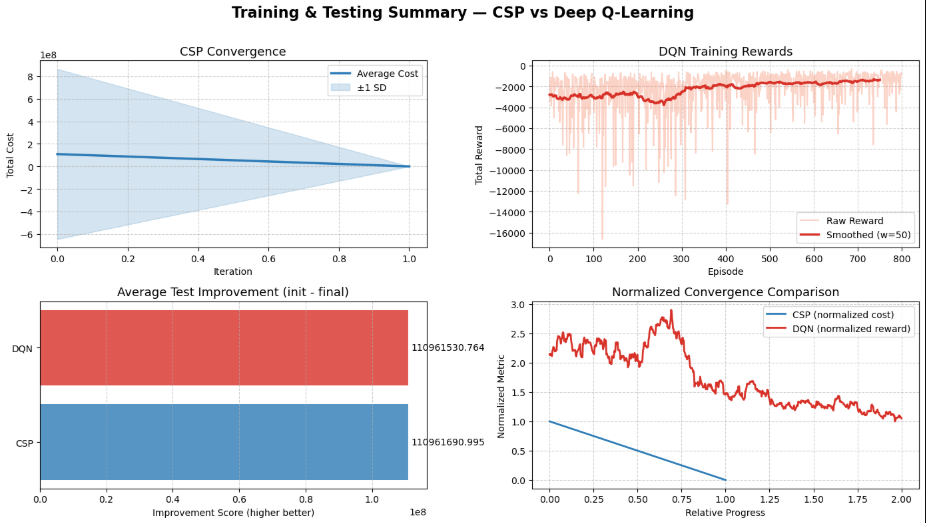 Training & Testing Summary — CSP vs Deep Q-Learning
CSP Convergence
1e8
8
6
4
2
0
−2
−4
−6
Total Cost
0.0 0.2 0.4 0.6 0.8 1.0
Iteration
Average Cost
±1 SD
DQN Training Rewards
0
−2000
−4000
−6000
−8000
−10000
−12000
−14000
−16000
Total Reward
0 100 200 300 400 500 600 700 800
Episode
Raw Reward
Smoothed (w=50)
Average Test Improvement (init - final)
DQN
110961530.764
CSP
110961690.995
0.0 0.2 0.4 0.6 0.8 1.0
1e8
Improvement Score (higher better)
Normalized Convergence Comparison
3.0
2.5
2.0
1.5
1.0
0.5
0.0
Normalized Metric
0.00 0.25 0.50 0.75 1.00 1.25 1.50 1.75 2.00
Relative Progress
CSP (normalized cost)
DQN (normalized reward)